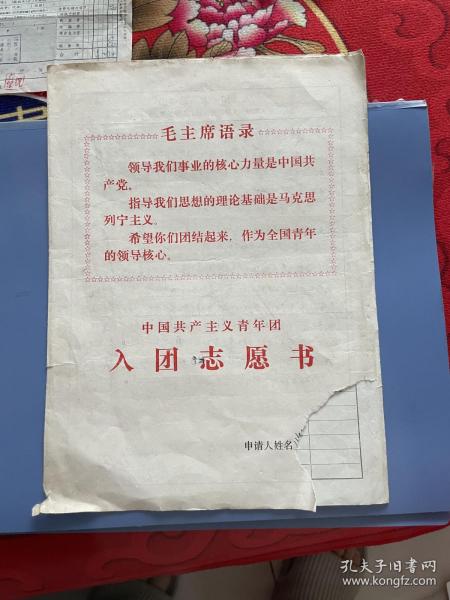 毛主席语录
领导我们事业的核心力量是中国共
产党。
指导我们思想的理论基础是马克思
列宁主义。
希望你们团结起来，作为全国青年
的领导核心。
中国共产主义青年团
入团志愿书
申请人姓名
孔夫子旧书网
www.kongfz.com